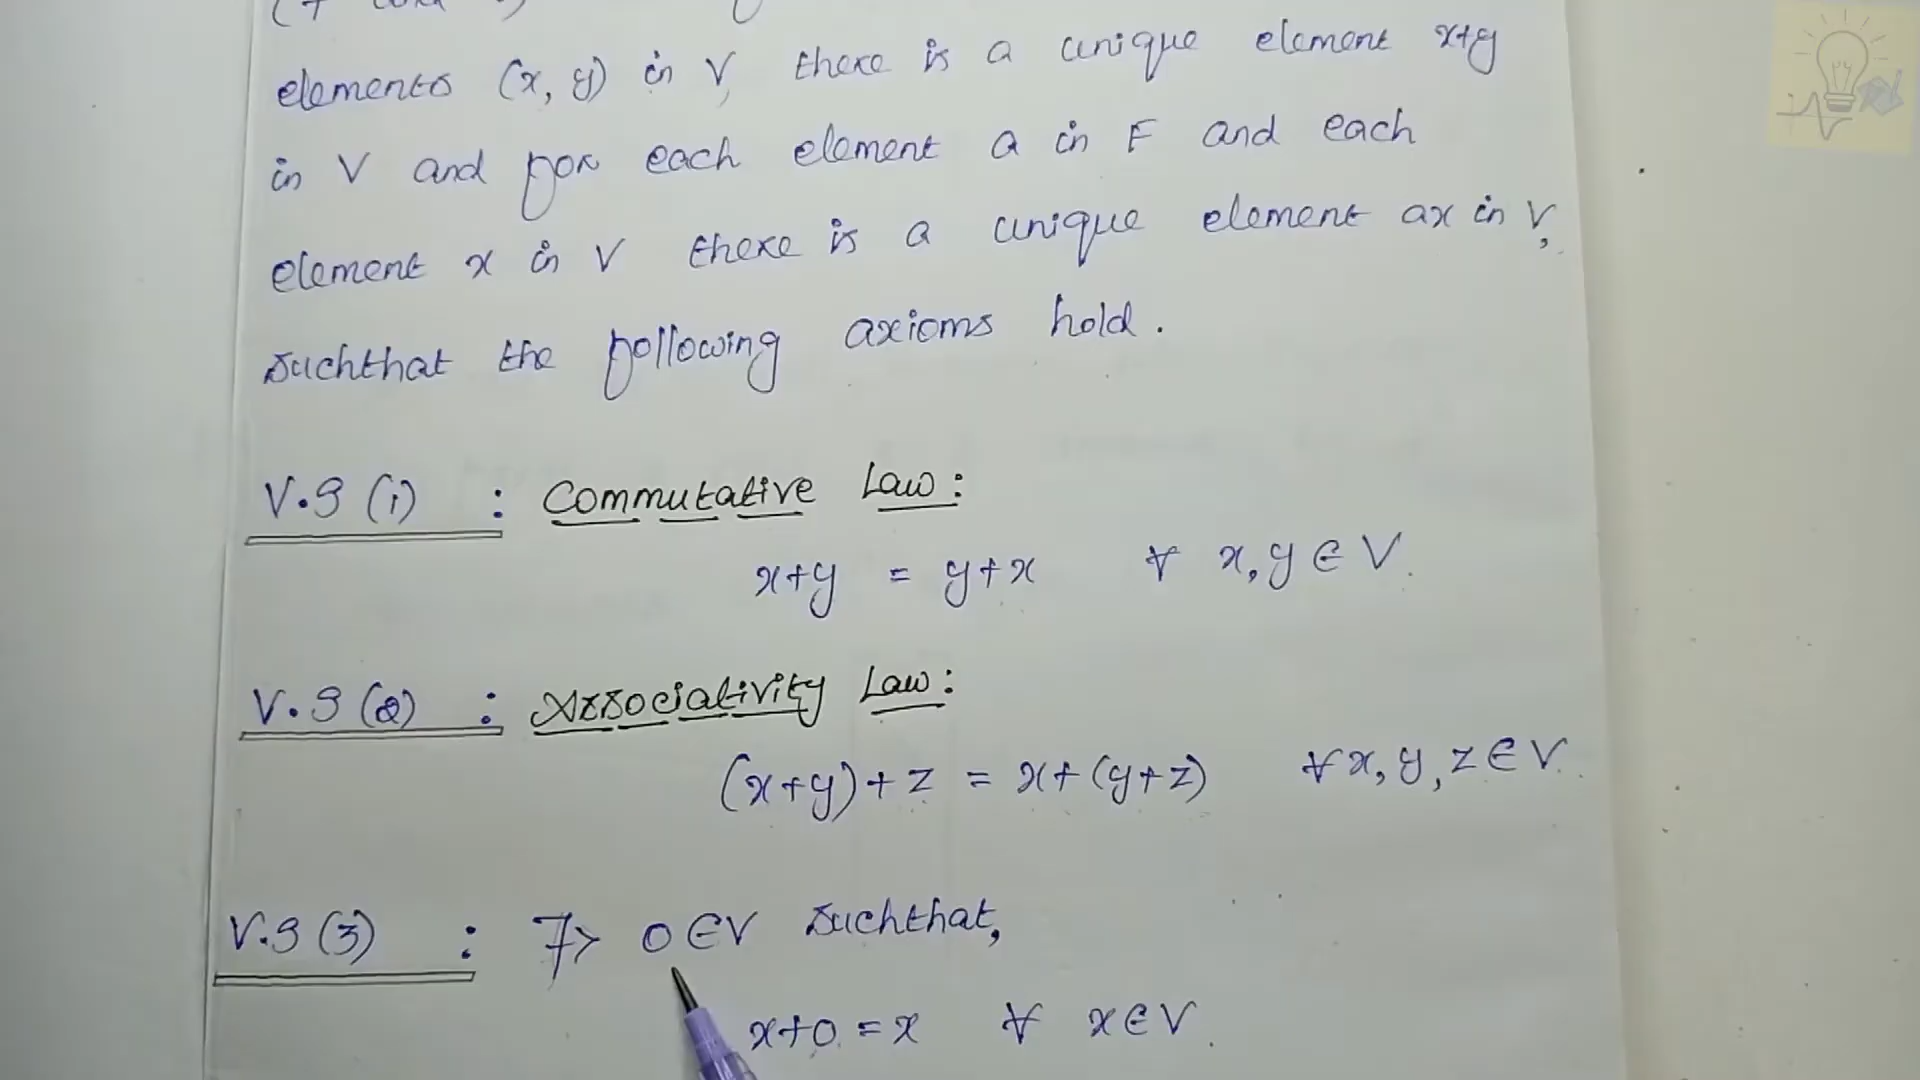 elements (x, y) in V, there is a unique element x+y
in V and for each element a in F and each
element x in V there is a unique element ax in V,
suchthat the following axioms hold.
V.S (1) : Commutative Law:
x+y = y+x ∀ x, y ∈ V.
V.S (2) : Associativity Law:
(x+y)+z = x+(y+z) ∀ x, y, z ∈ V.
V.S (3) : ∃ 0 ∈ V suchthat,
x+0 = x ∀ x ∈ V.